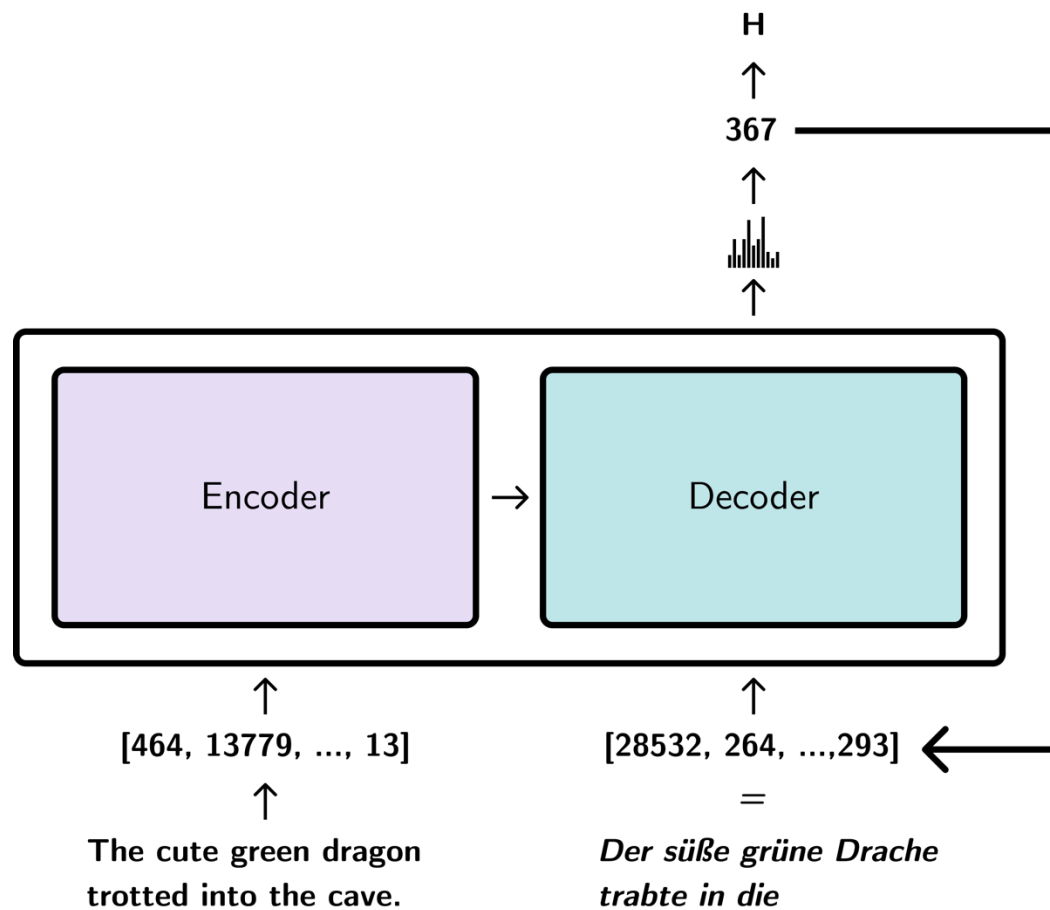 H
367
Encoder
Decoder
[464, 13779, ..., 13]
[28532, 264, ...,293]
=
The cute green dragon
trotted into the cave.
Der süße grüne Drache
trabte in die